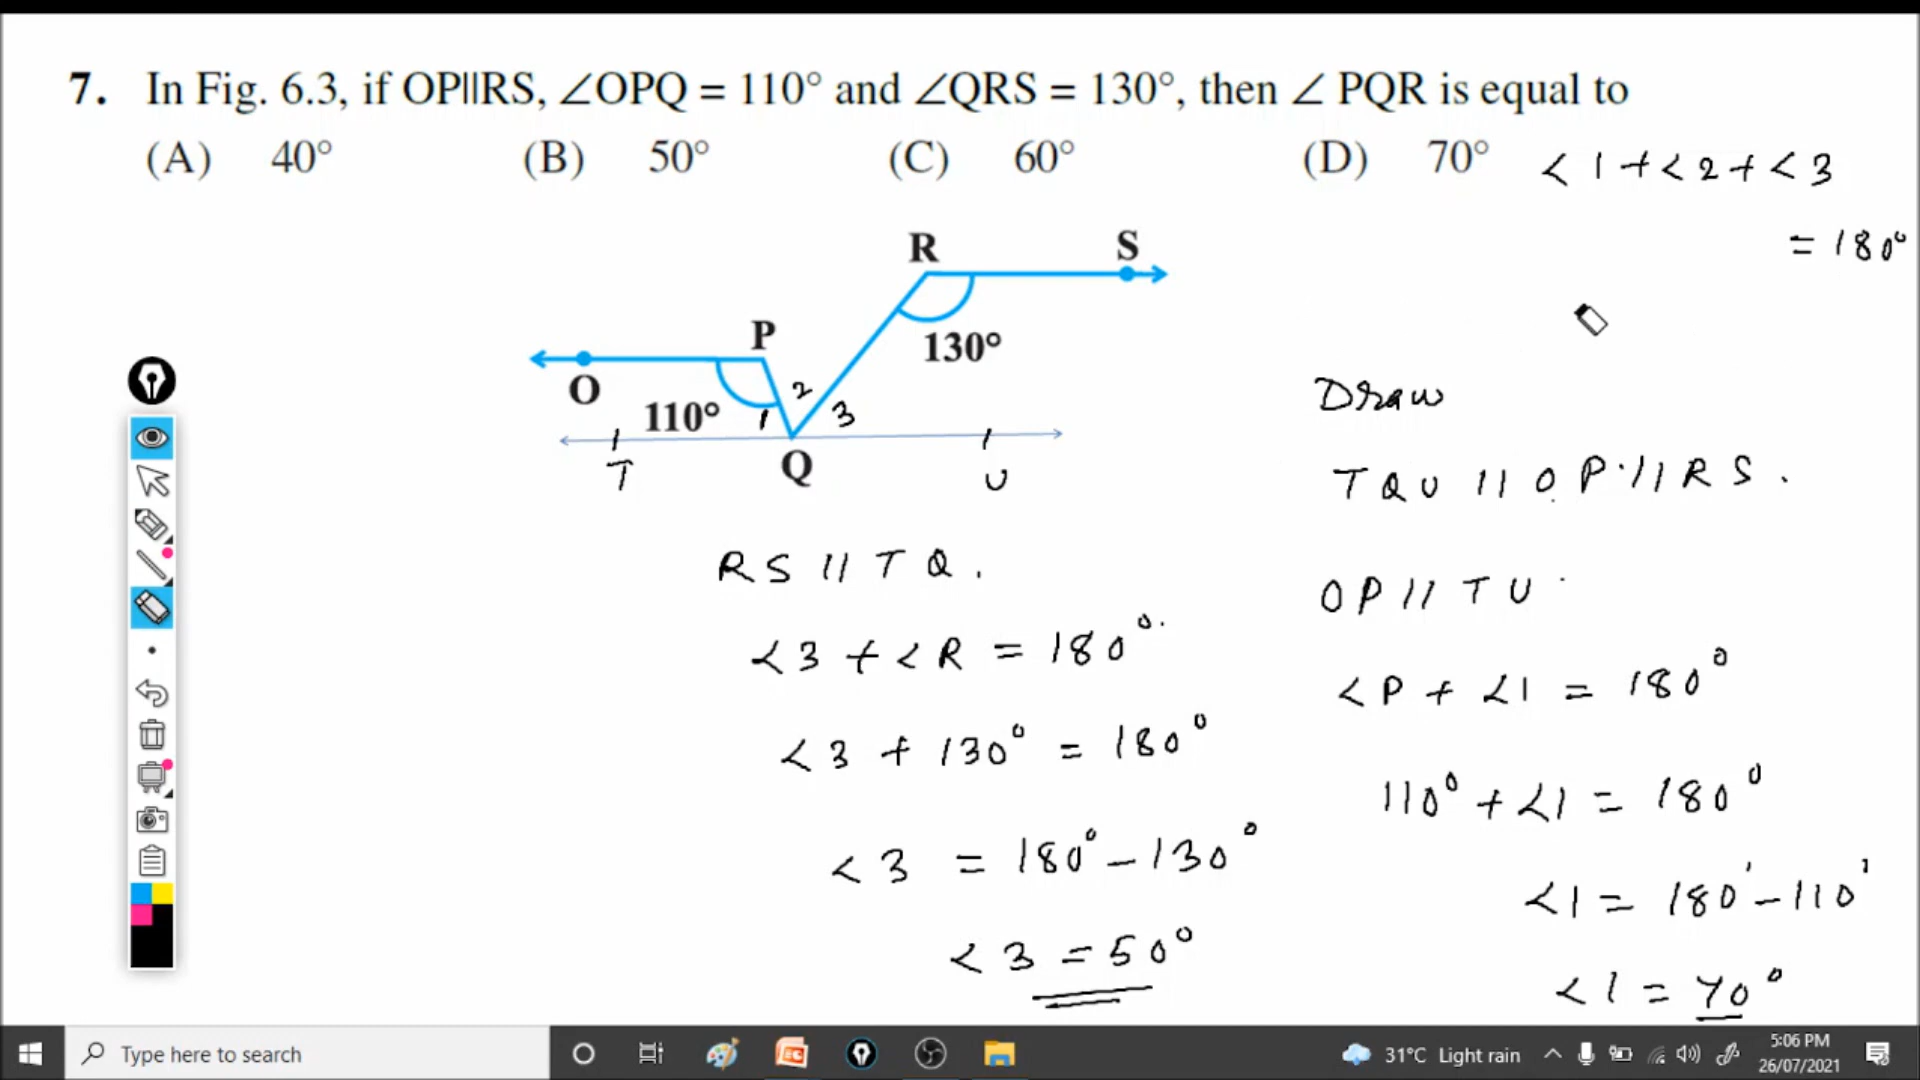 7. In Fig. 6.3, if OP||RS, ∠OPQ = 110° and ∠QRS = 130°, then ∠ PQR is equal to
(A) 40° (B) 50° (C) 60° (D) 70°
<1+<2+<3
= 180°
R S
P
130°
O
110° 1 2 3
T Q U
Draw
TQU || OP || RS.
RS || TQ.
<3 + <R = 180°.
<3 + 130° = 180°
<3 = 180° – 130°
<3 = 50°
OP || TU.
<P + <1 = 180°
110° + <1 = 180°
<1 = 180' – 110'
<1 = 70°
Type here to search
31°C Light rain
5:06 PM
26/07/2021